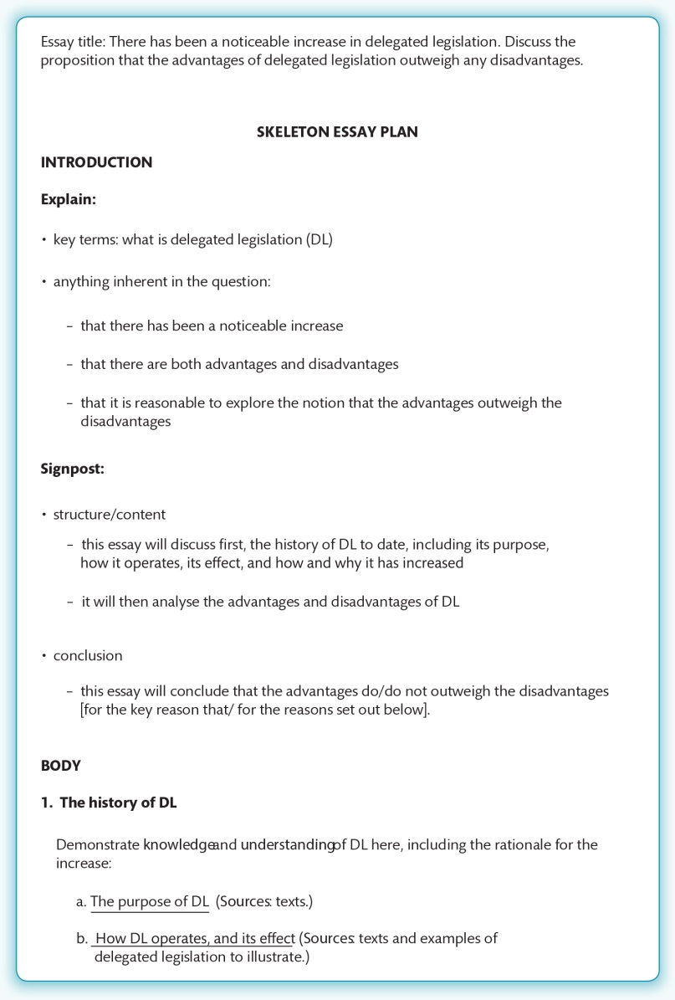 Essay title: There has been a noticeable increase in delegated legislation. Discuss the
proposition that the advantages of delegated legislation outweigh any disadvantages.
SKELETON ESSAY PLAN
INTRODUCTION
Explain:
• key terms: what is delegated legislation (DL)
• anything inherent in the question:
– that there has been a noticeable increase
– that there are both advantages and disadvantages
– that it is reasonable to explore the notion that the advantages outweigh the
disadvantages
Signpost:
• structure/content
– this essay will discuss first, the history of DL to date, including its purpose,
how it operates, its effect, and how and why it has increased
– it will then analyse the advantages and disadvantages of DL
• conclusion
– this essay will conclude that the advantages do/do not outweigh the disadvantages
[for the key reason that/ for the reasons set out below].
BODY
1. The history of DL
Demonstrate knowledge and understanding of DL here, including the rationale for the
increase:
a. The purpose of DL (Sources: texts.)
b. How DL operates, and its effect (Sources: texts and examples of
delegated legislation to illustrate.)